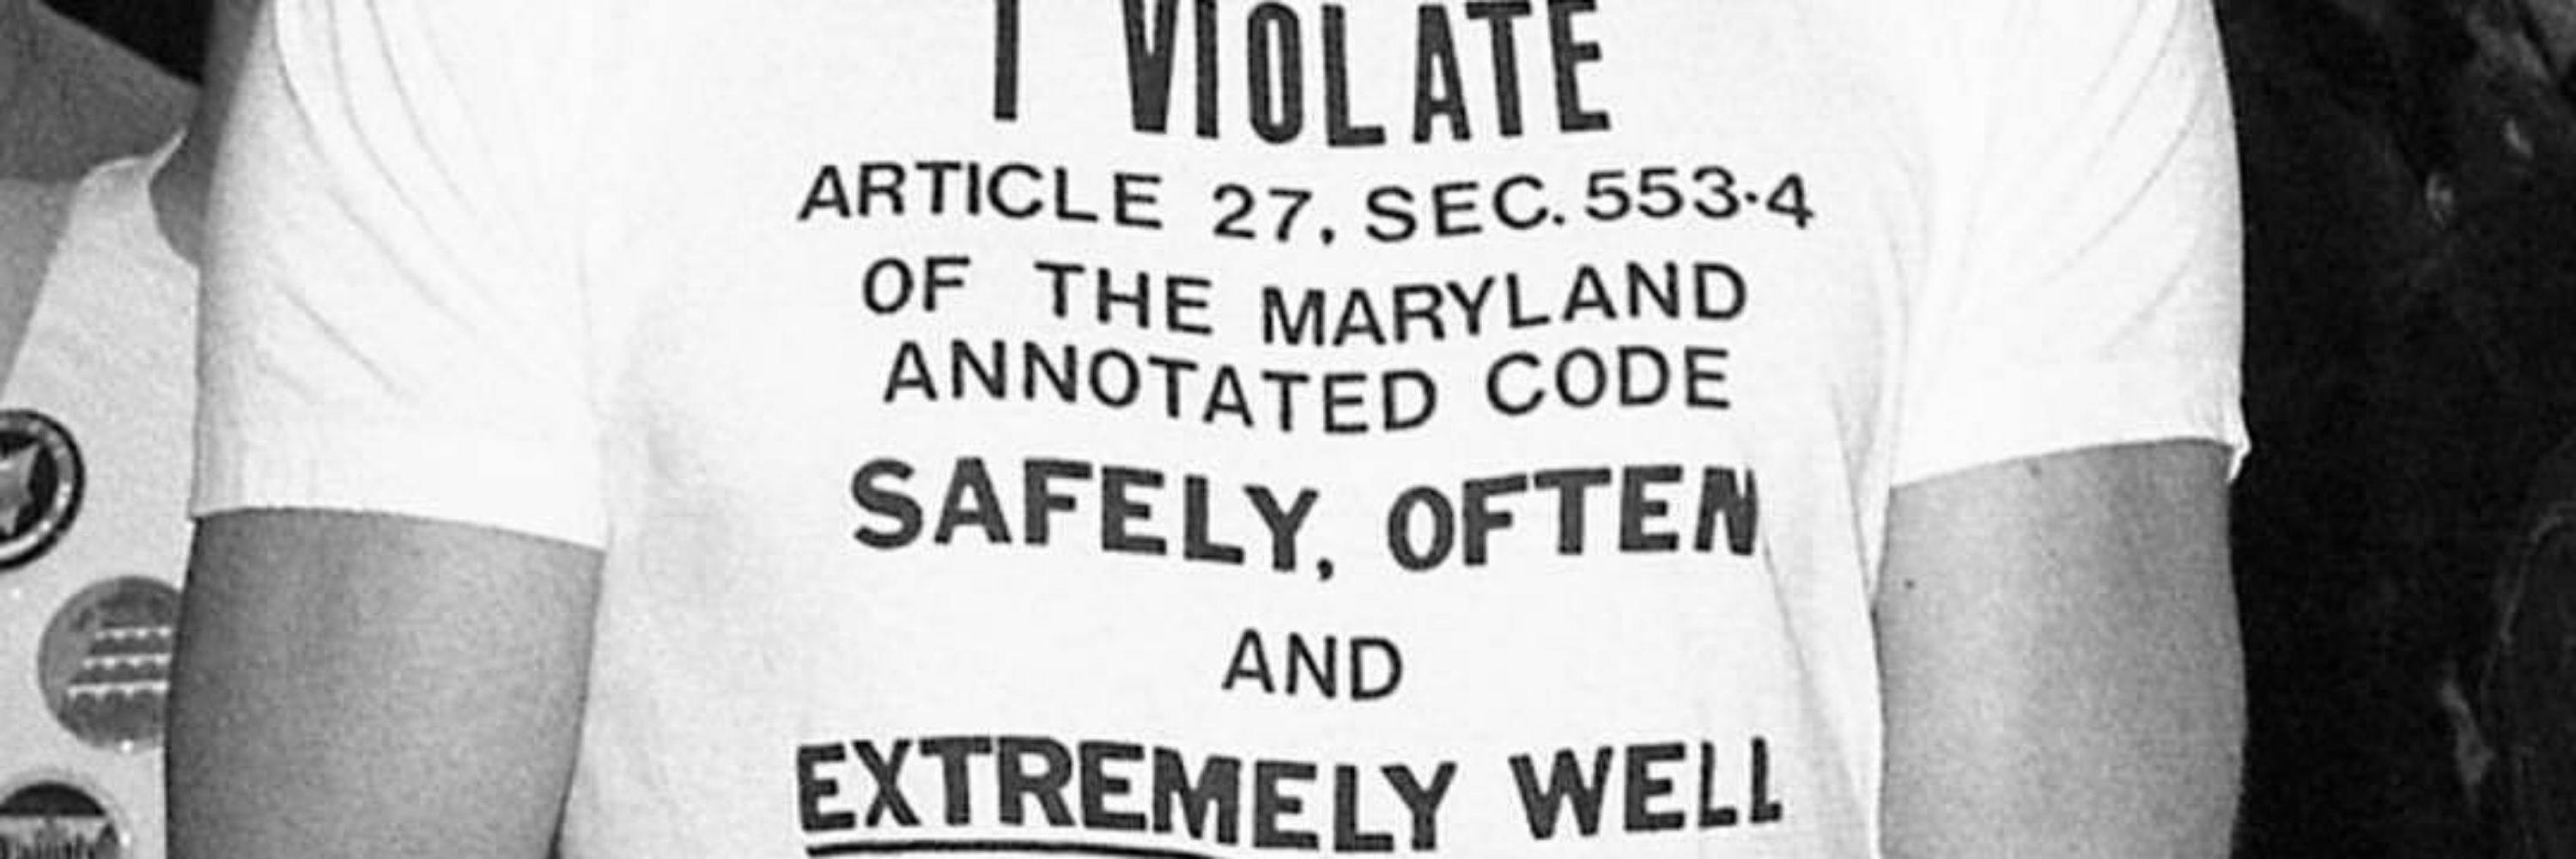 I VIOLATE
ARTICLE 27, SEC. 553·4
OF THE MARYLAND
ANNOTATED CODE
SAFELY, OFTEN
AND
EXTREMELY WELL